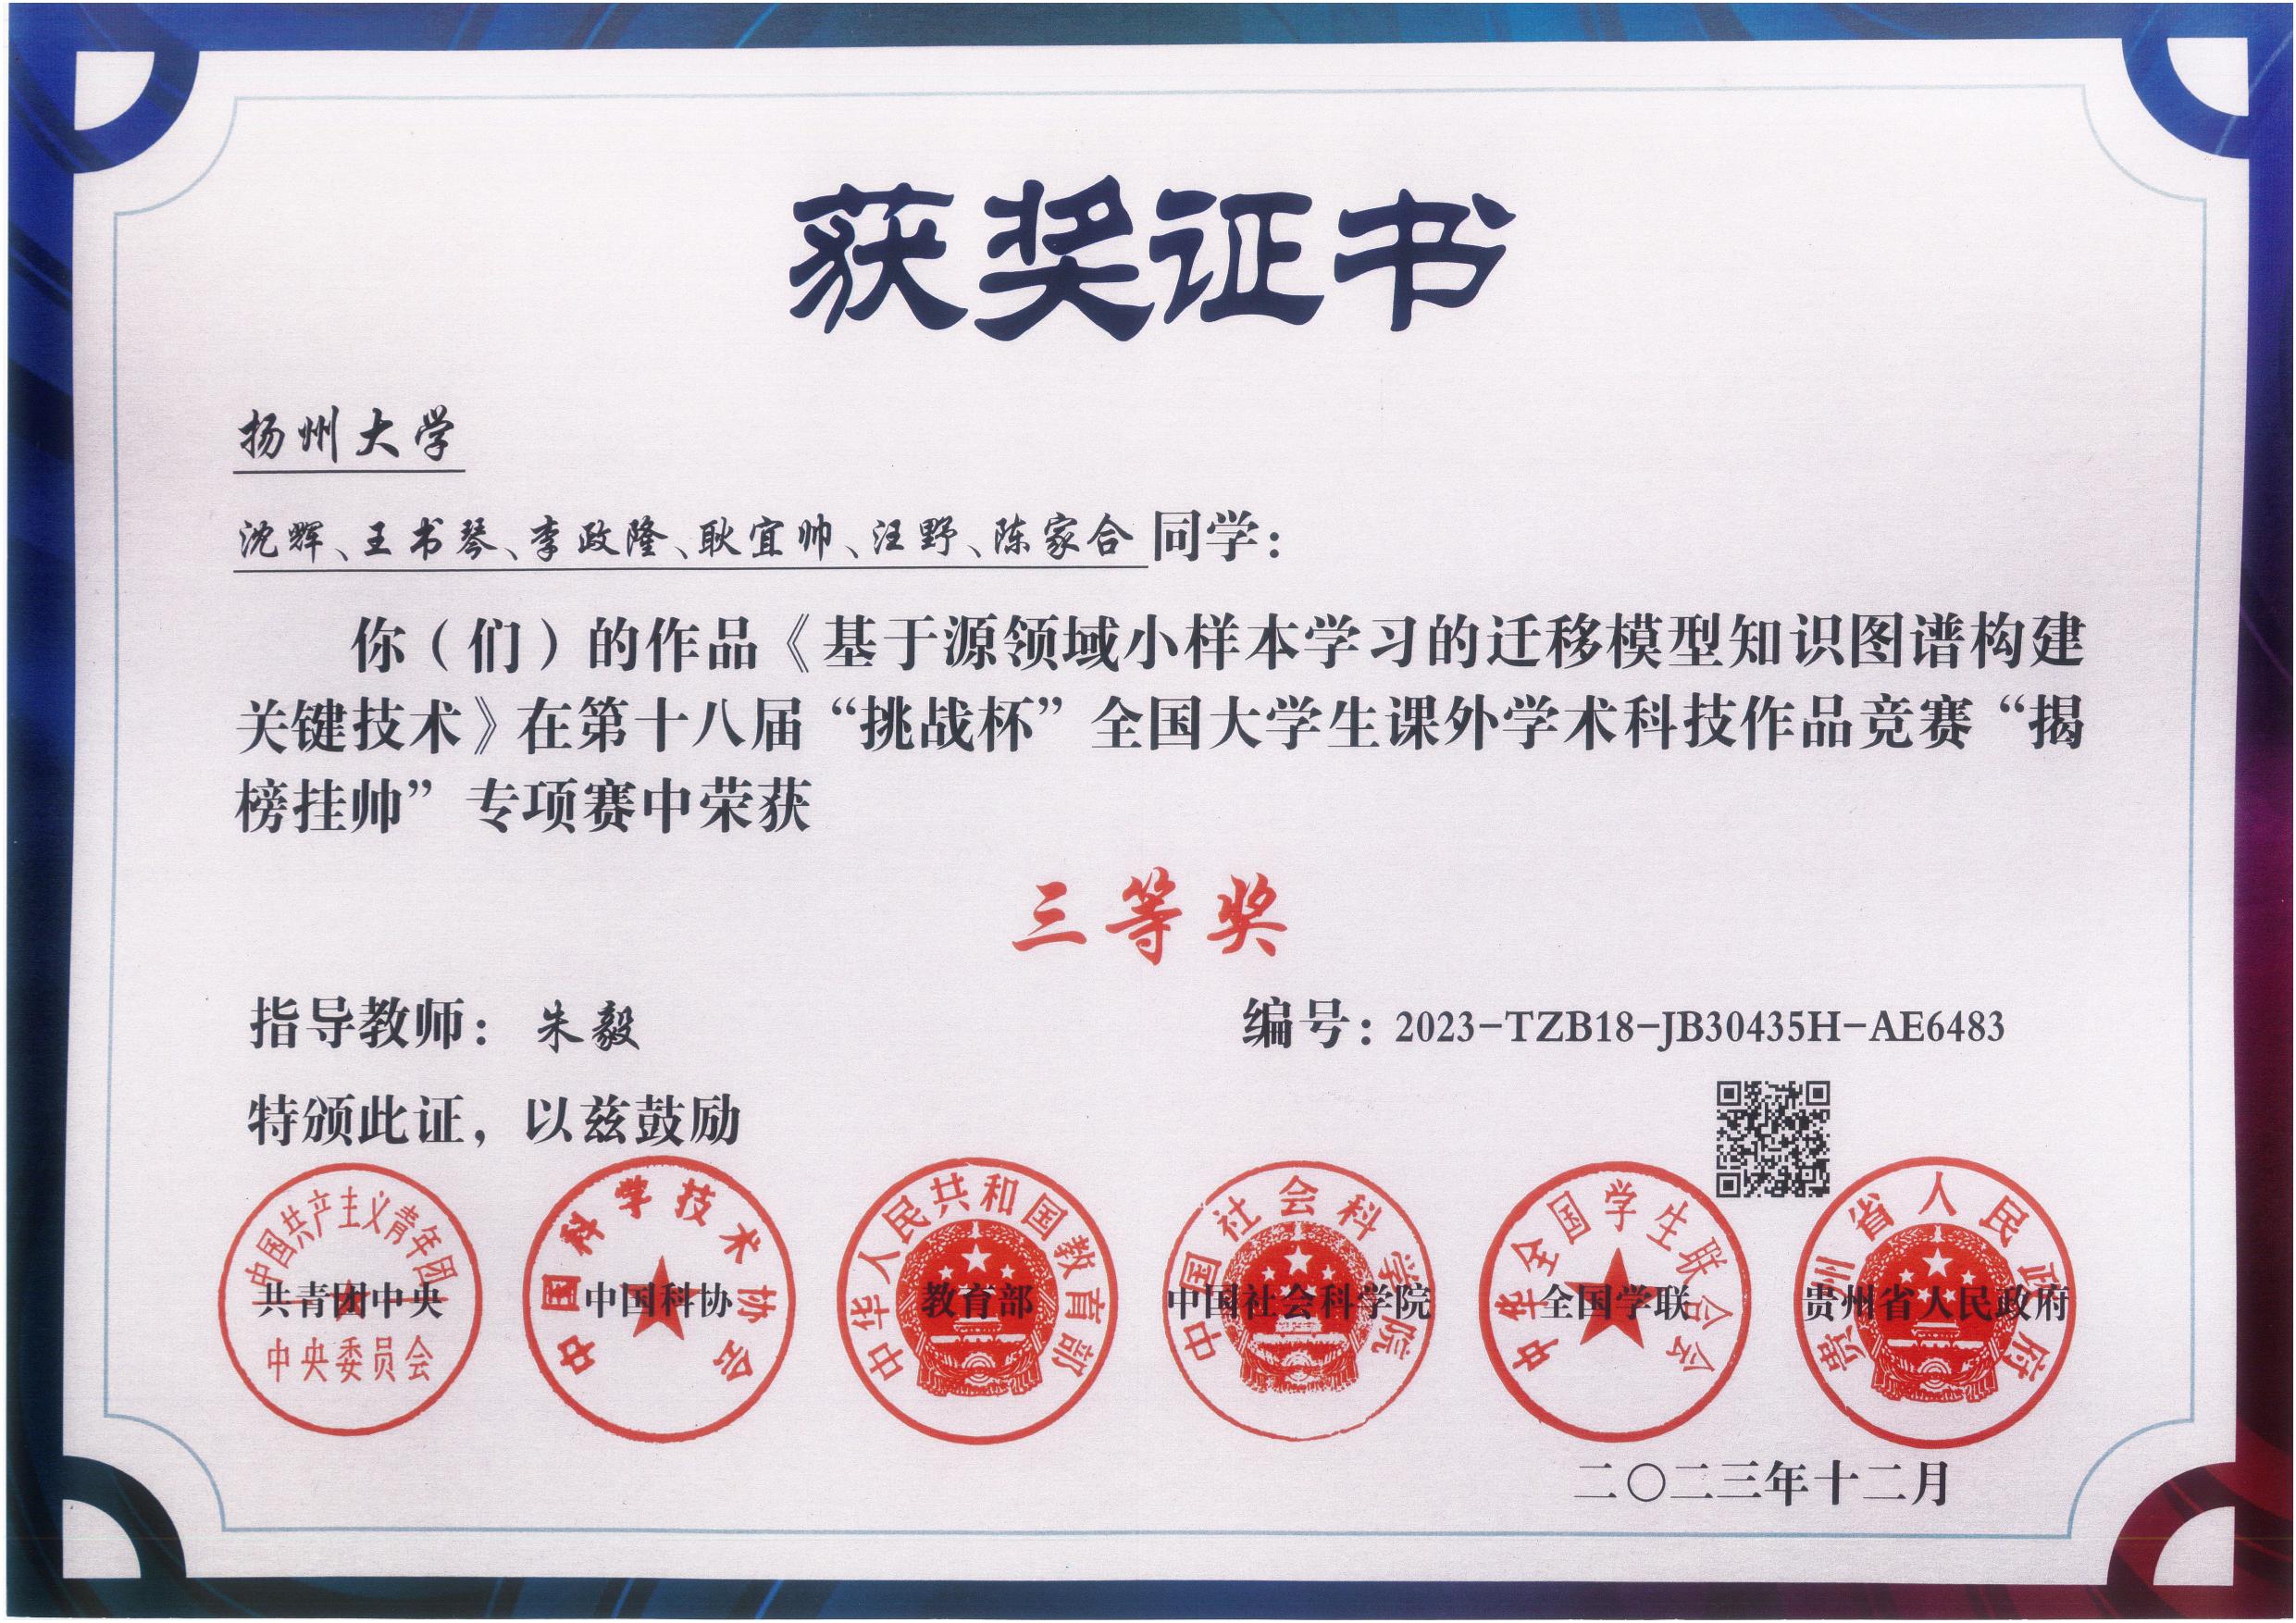 获奖证书
扬州大学
沈辉、王书琴、李政隆、耿宜帅、汪野、陈家合同学：
你（们）的作品《基于源领域小样本学习的迁移模型知识图谱构建
关键技术》在第十八届“挑战杯”全国大学生课外学术科技作品竞赛“揭
榜挂帅”专项赛中荣获
三等奖
指导教师：朱毅
编号：2023-TZB18-JB30435H-AE6483
特颁此证，以兹鼓励
中国共产主义青年团
共青团中央
中央委员会
中国科学技术协会
中国科协
中华人民共和国教育部
教育部
中国社会科学院
中国社会科学院
中华全国学生联合会
全国学联
贵州省人民政府
贵州省人民政府
二〇二三年十二月